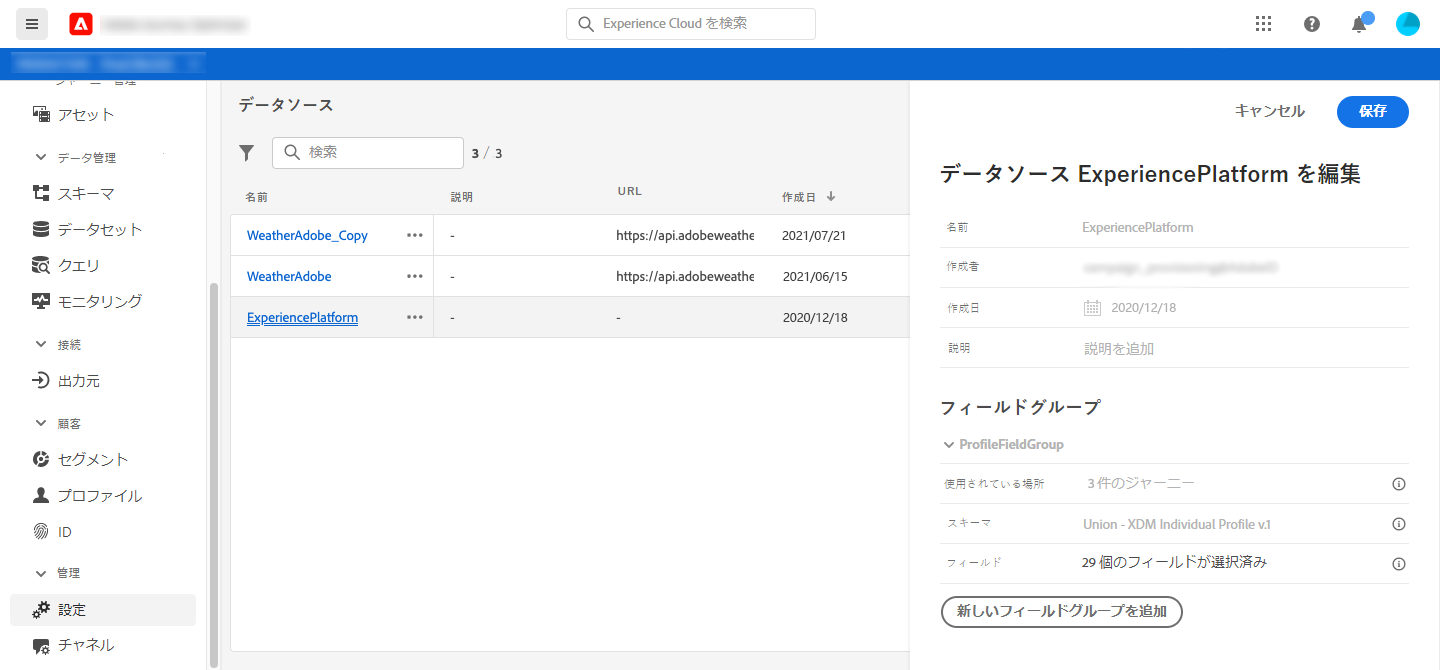 Experience Cloud を検索
ジャーニー管理
アセット
データ管理
スキーマ
データセット
クエリ
モニタリング
接続
出力元
顧客
セグメント
プロファイル
ID
管理
設定
チャネル
データソース
検索
3 / 3
名前 説明 URL 作成日
WeatherAdobe_Copy ••• - https://api.adobeweathe 2021/07/21
WeatherAdobe ••• - https://api.adobeweathe 2021/06/15
ExperiencePlatform ••• - - 2020/12/18
キャンセル 保存
データソース ExperiencePlatform を編集
名前 ExperiencePlatform
作成者
作成日 2020/12/18
説明 説明を追加
フィールドグループ
ProfileFieldGroup
使用されている場所 3 件のジャーニー
スキーマ Union - XDM Individual Profile v.1
フィールド 29 個のフィールドが選択済み
新しいフィールドグループを追加